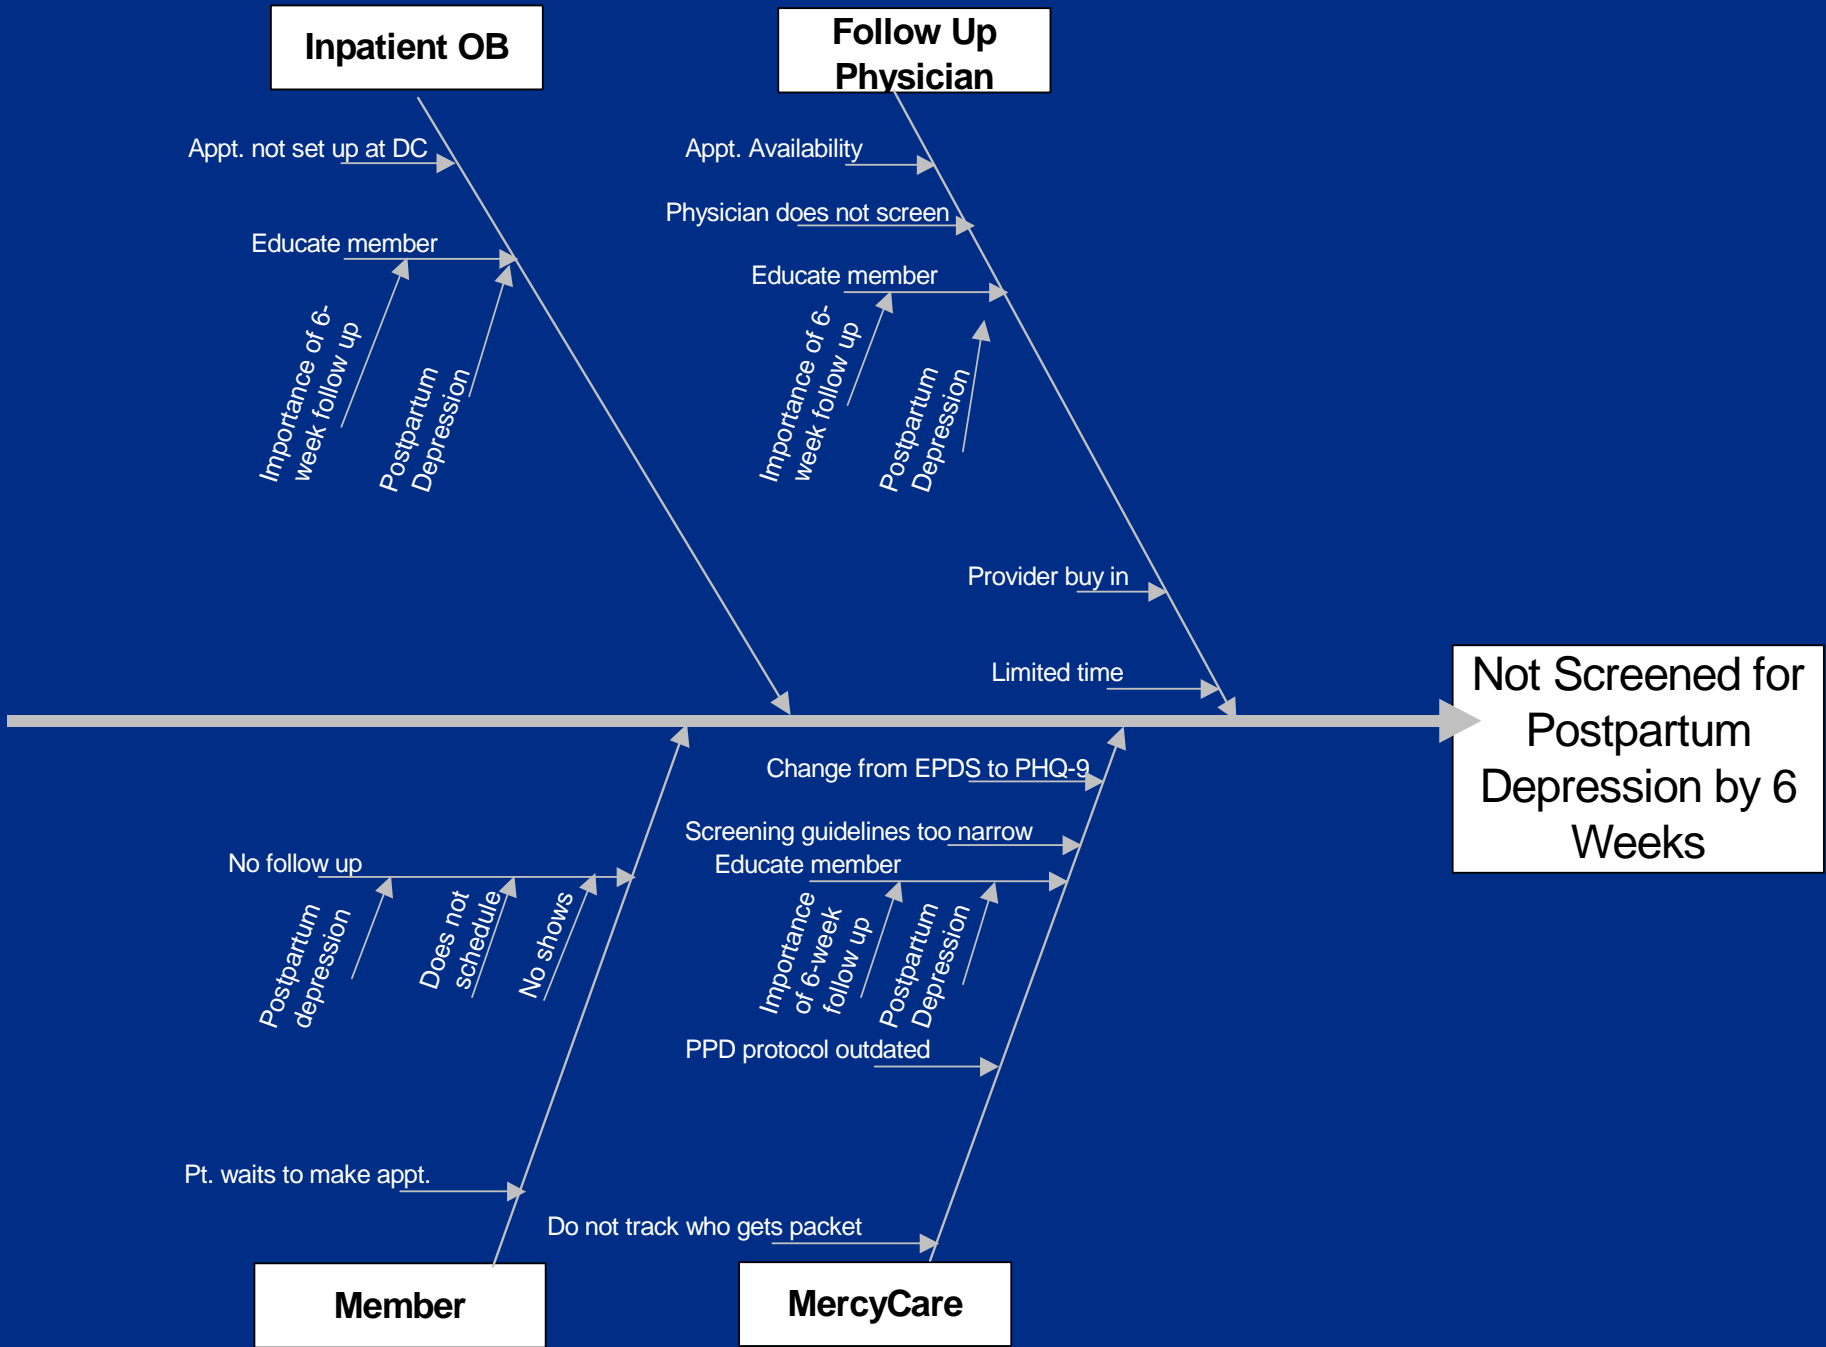 Inpatient OB
Follow Up
Physician
Appt. not set up at DC
Educate member
Importance of 6-
week follow up
Postpartum
Depression
Appt. Availability
Physician does not screen
Educate member
Importance of 6-
week follow up
Postpartum
Depression
Provider buy in
Limited time
Not Screened for
Postpartum
Depression by 6
Weeks
No follow up
Postpartum
depression
Does not
schedule
No shows
Pt. waits to make appt.
Member
Change from EPDS to PHQ-9
Screening guidelines too narrow
Educate member
Importance
of 6-week
follow up
Postpartum
Depression
PPD protocol outdated
Do not track who gets packet
MercyCare